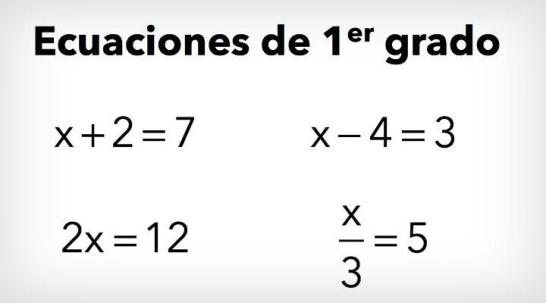 Ecuaciones de 1er grado
x + 2 = 7
x − 4 = 3
2x = 12
x/3 = 5